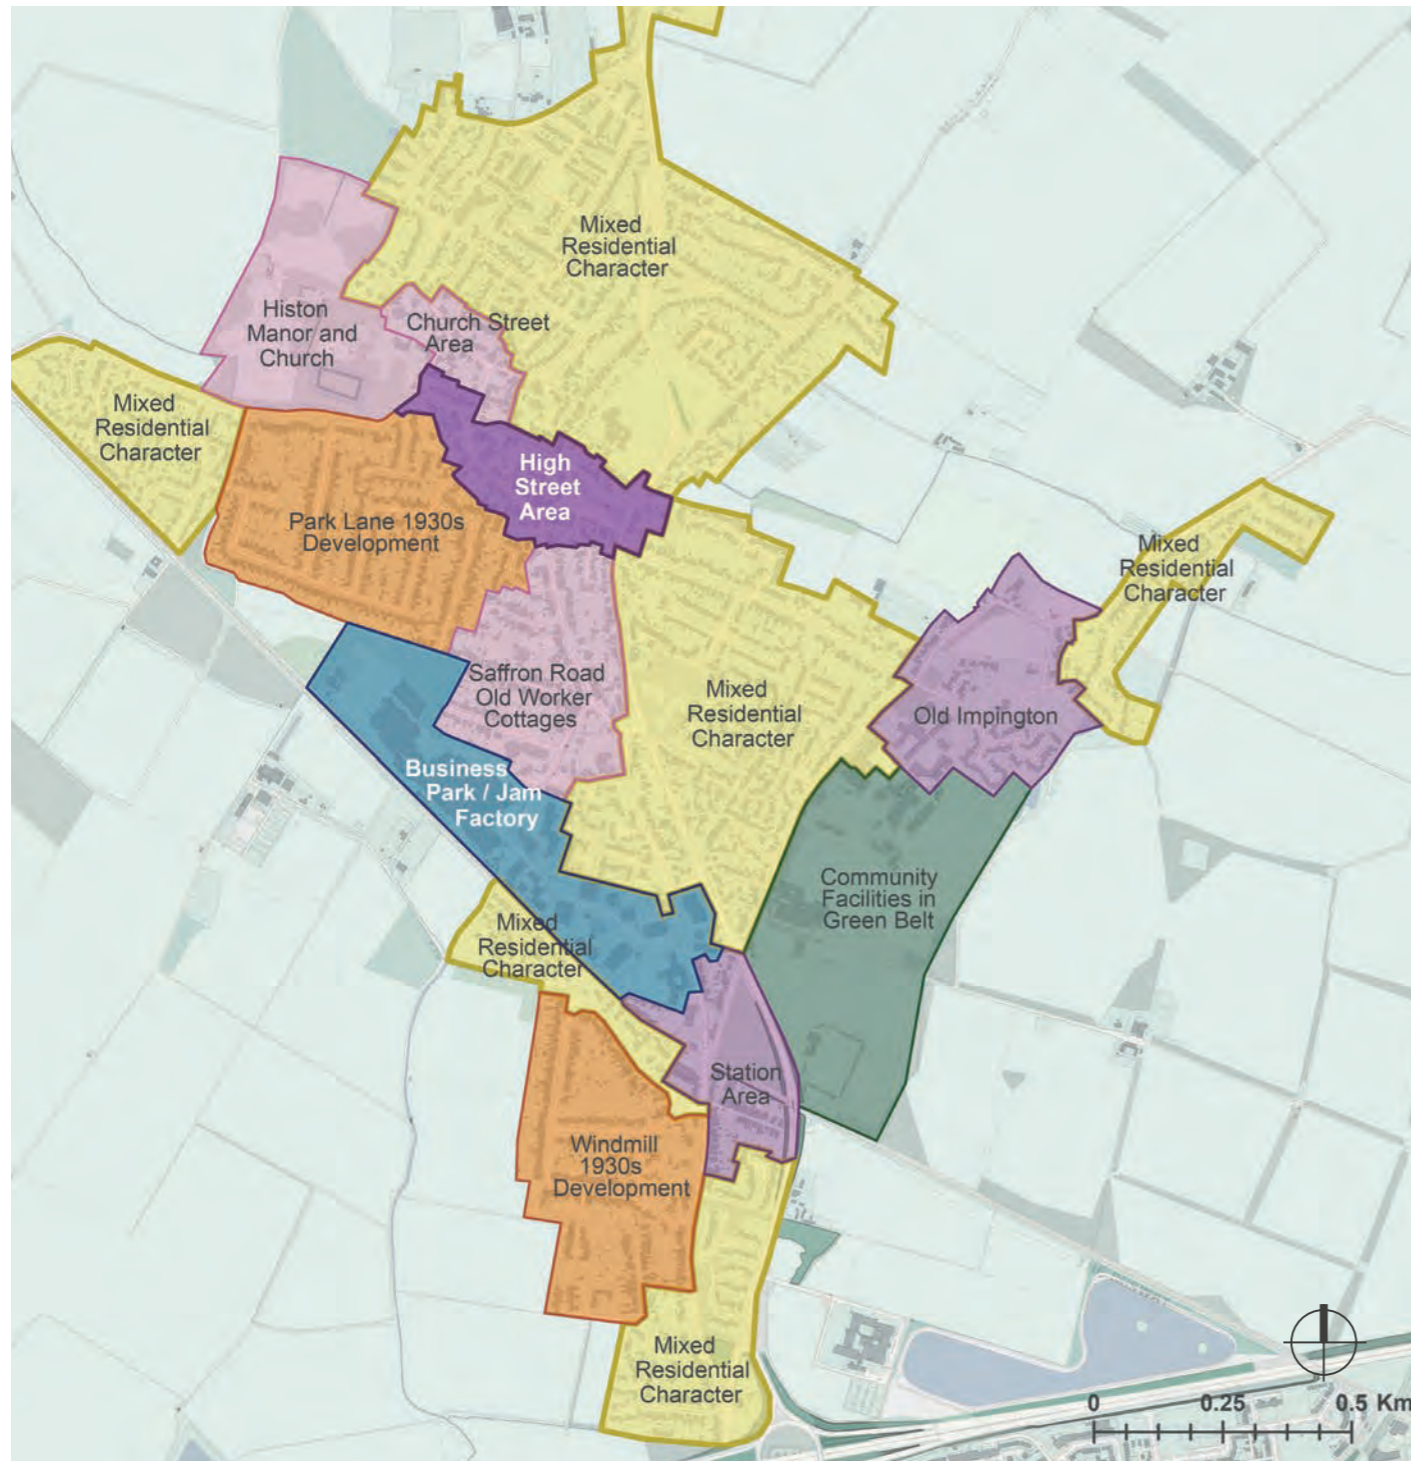 Mixed
Residential
Character
Histon
Manor and
Church
Church Street
Area
Mixed
Residential
Character
High
Street
Area
Park Lane 1930s
Development
Mixed
Residential
Character
Saffron Road
Old Worker
Cottages
Mixed
Residential
Character
Old Impington
Business
Park / Jam
Factory
Community
Facilities in
Green Belt
Mixed
Residential
Character
Station
Area
Windmill
1930s
Development
Mixed
Residential
Character
0 0.25 0.5 Km